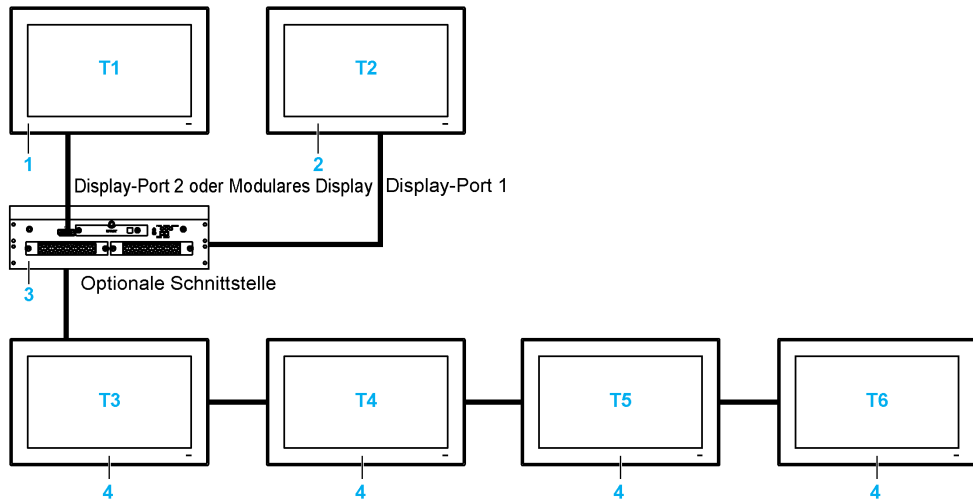 T1
T2
1
2
Display-Port 2 oder Modulares Display
Display-Port 1
3
Optionale Schnittstelle
T3
T4
T5
T6
4
4
4
4